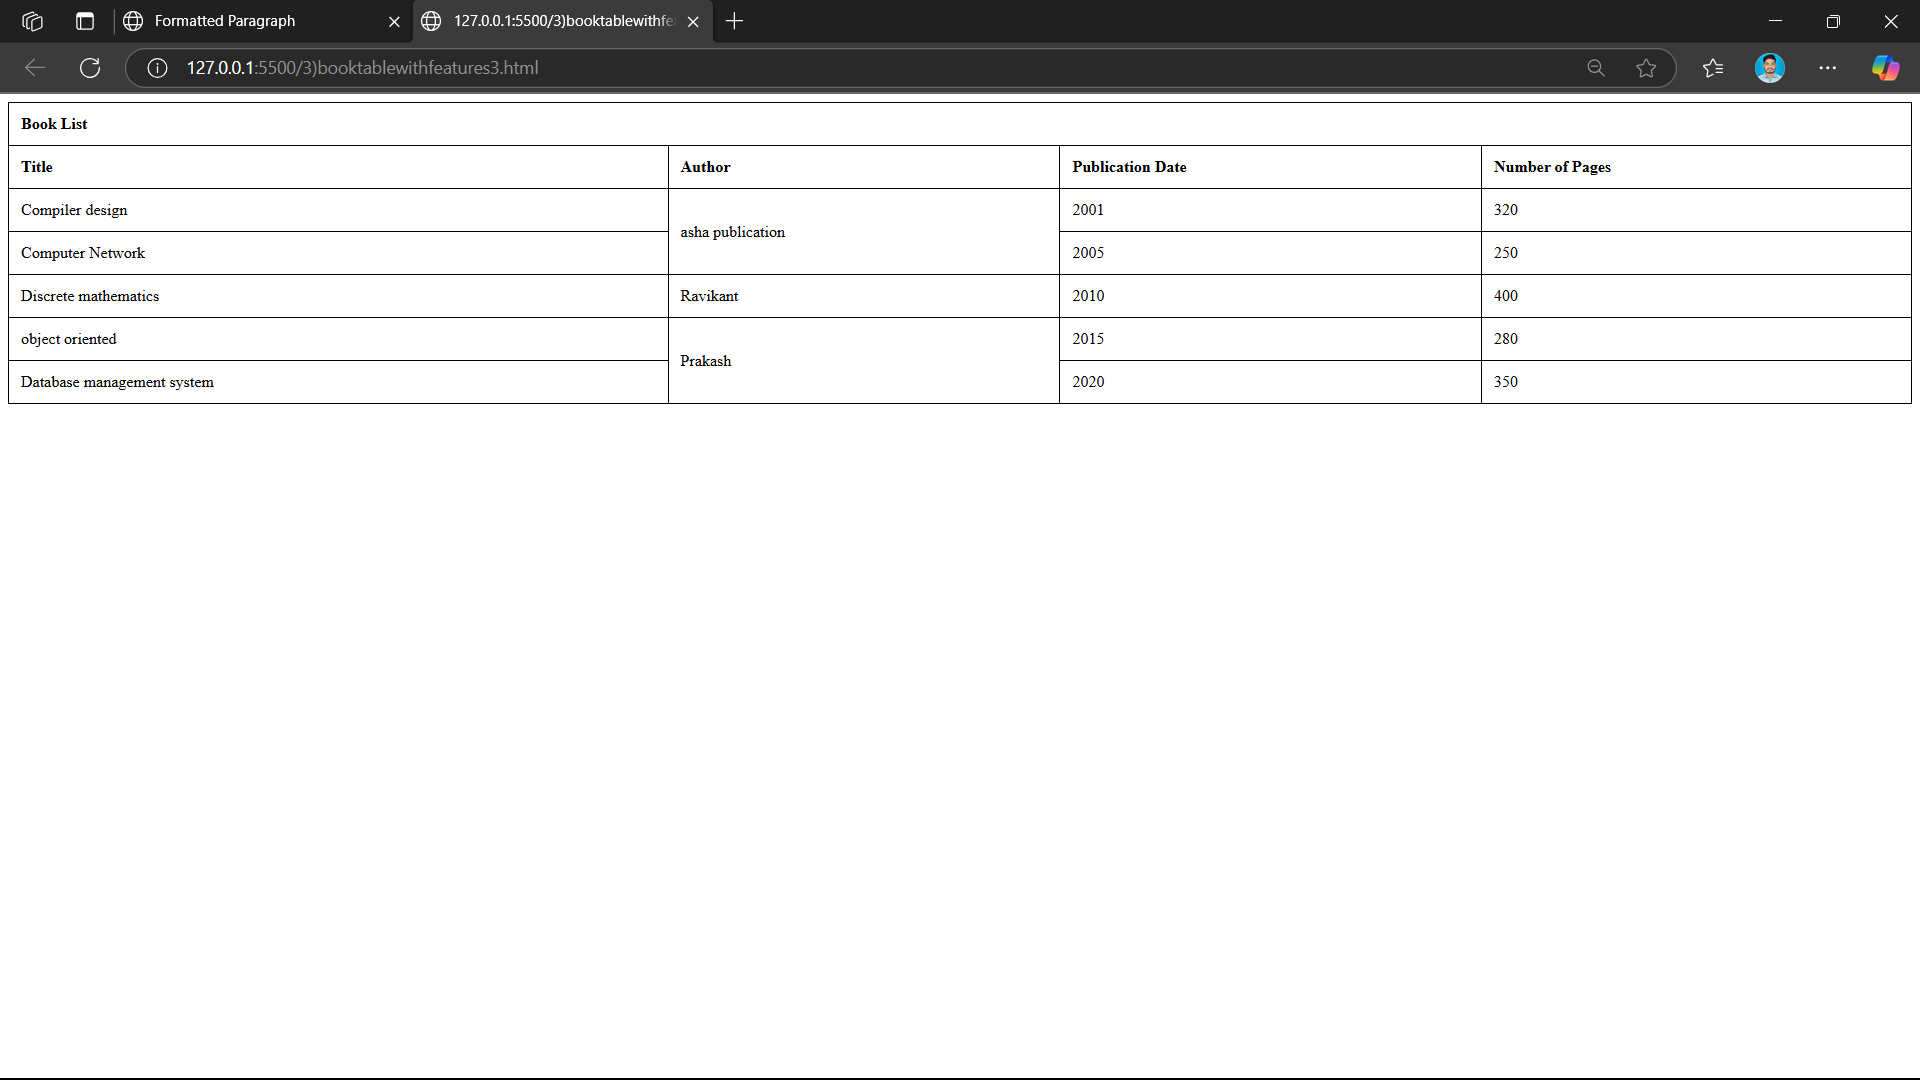 Formatted Paragraph
127.0.0.1:5500/3)booktablewithfea
127.0.0.1:5500/3)booktablewithfeatures3.html
Book List
Title Author Publication Date Number of Pages
Compiler design asha publication 2001 320
Computer Network 2005 250
Discrete mathematics Ravikant 2010 400
object oriented Prakash 2015 280
Database management system 2020 350